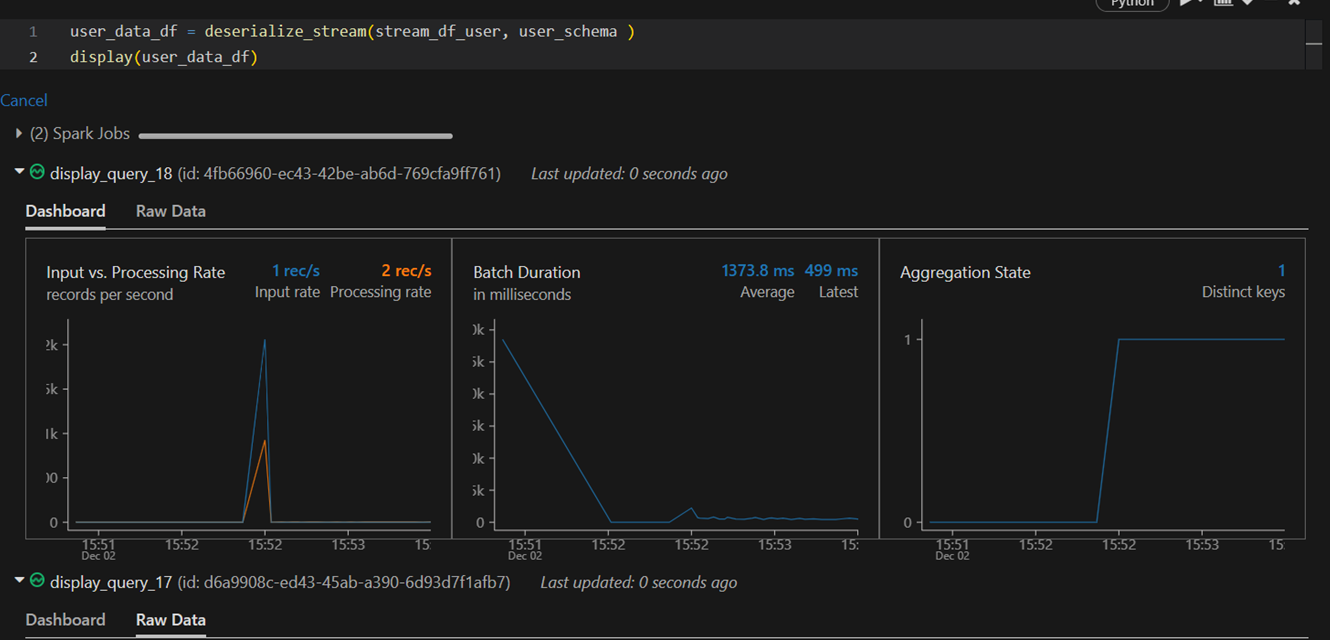 Python
1 user_data_df = deserialize_stream(stream_df_user, user_schema )
2 display(user_data_df)
Cancel
(2) Spark Jobs
display_query_18 (id: 4fb66960-ec43-42be-ab6d-769cfa9ff761) Last updated: 0 seconds ago
Dashboard Raw Data
Input vs. Processing Rate
records per second
1 rec/s
Input rate
2 rec/s
Processing rate
2k
5k
1k
00
0
15:51 15:52 15:52 15:53 15:
Dec 02
Batch Duration
in milliseconds
1373.8 ms
Average
499 ms
Latest
0k
5k
0k
5k
0k
5k
0
15:51 15:52 15:52 15:53 15:
Dec 02
Aggregation State
1
Distinct keys
1
0
15:51 15:52 15:52 15:53 15
Dec 02
display_query_17 (id: d6a9908c-ed43-45ab-a390-6d93d7f1afb7) Last updated: 0 seconds ago
Dashboard Raw Data